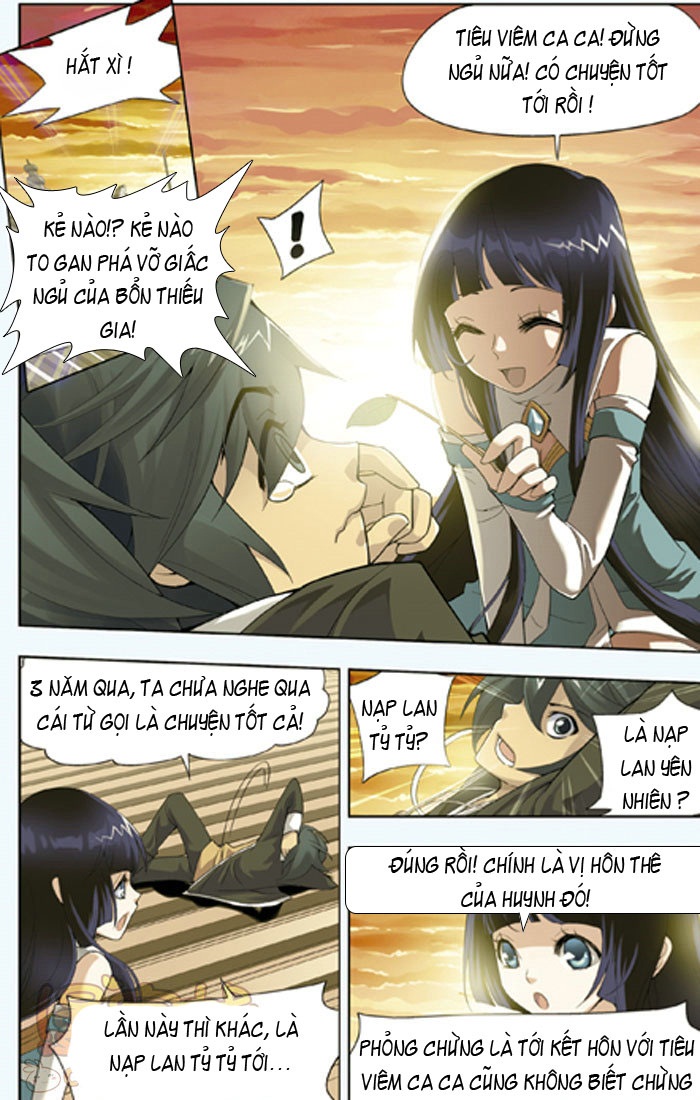 HẮT XÌ !
TIÊU VIÊM CA CA! ĐỪNG
NGỦ NỮA! CÓ CHUYỆN TỐT
TỚI RỒI !
!
KẺ NÀO!? KẺ NÀO
TO GAN PHÁ VỠ GIẤC
NGỦ CỦA BỔN THIẾU
GIA!
3 NĂM QUA, TA CHƯA NGHE QUA
CÁI TỪ GỌI LÀ CHUYỆN TỐT CẢ!
LẦN NÀY THÌ KHÁC, LÀ
NẠP LAN TỶ TỶ TỚI...
NẠP LAN
TỶ TỶ?
LÀ NẠP
LAN YÊN
NHIÊN ?
ĐÚNG RỒI! CHÍNH LÀ VỊ HÔN THÊ
CỦA HUYNH ĐÓ!
PHỎNG CHỪNG LÀ TỚI KẾT HÔN VỚI TIÊU
VIÊM CA CA CŨNG KHÔNG BIẾT CHỪNG